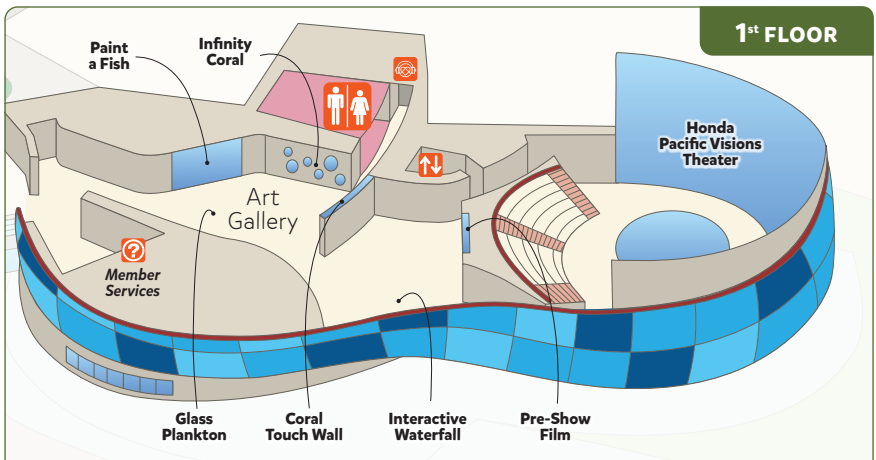 1st FLOOR
Paint
a Fish
Infinity
Coral
Honda
Pacific Visions
Theater
Art
Gallery
?
Member
Services
Glass
Plankton
Coral
Touch Wall
Interactive
Waterfall
Pre-Show
Film